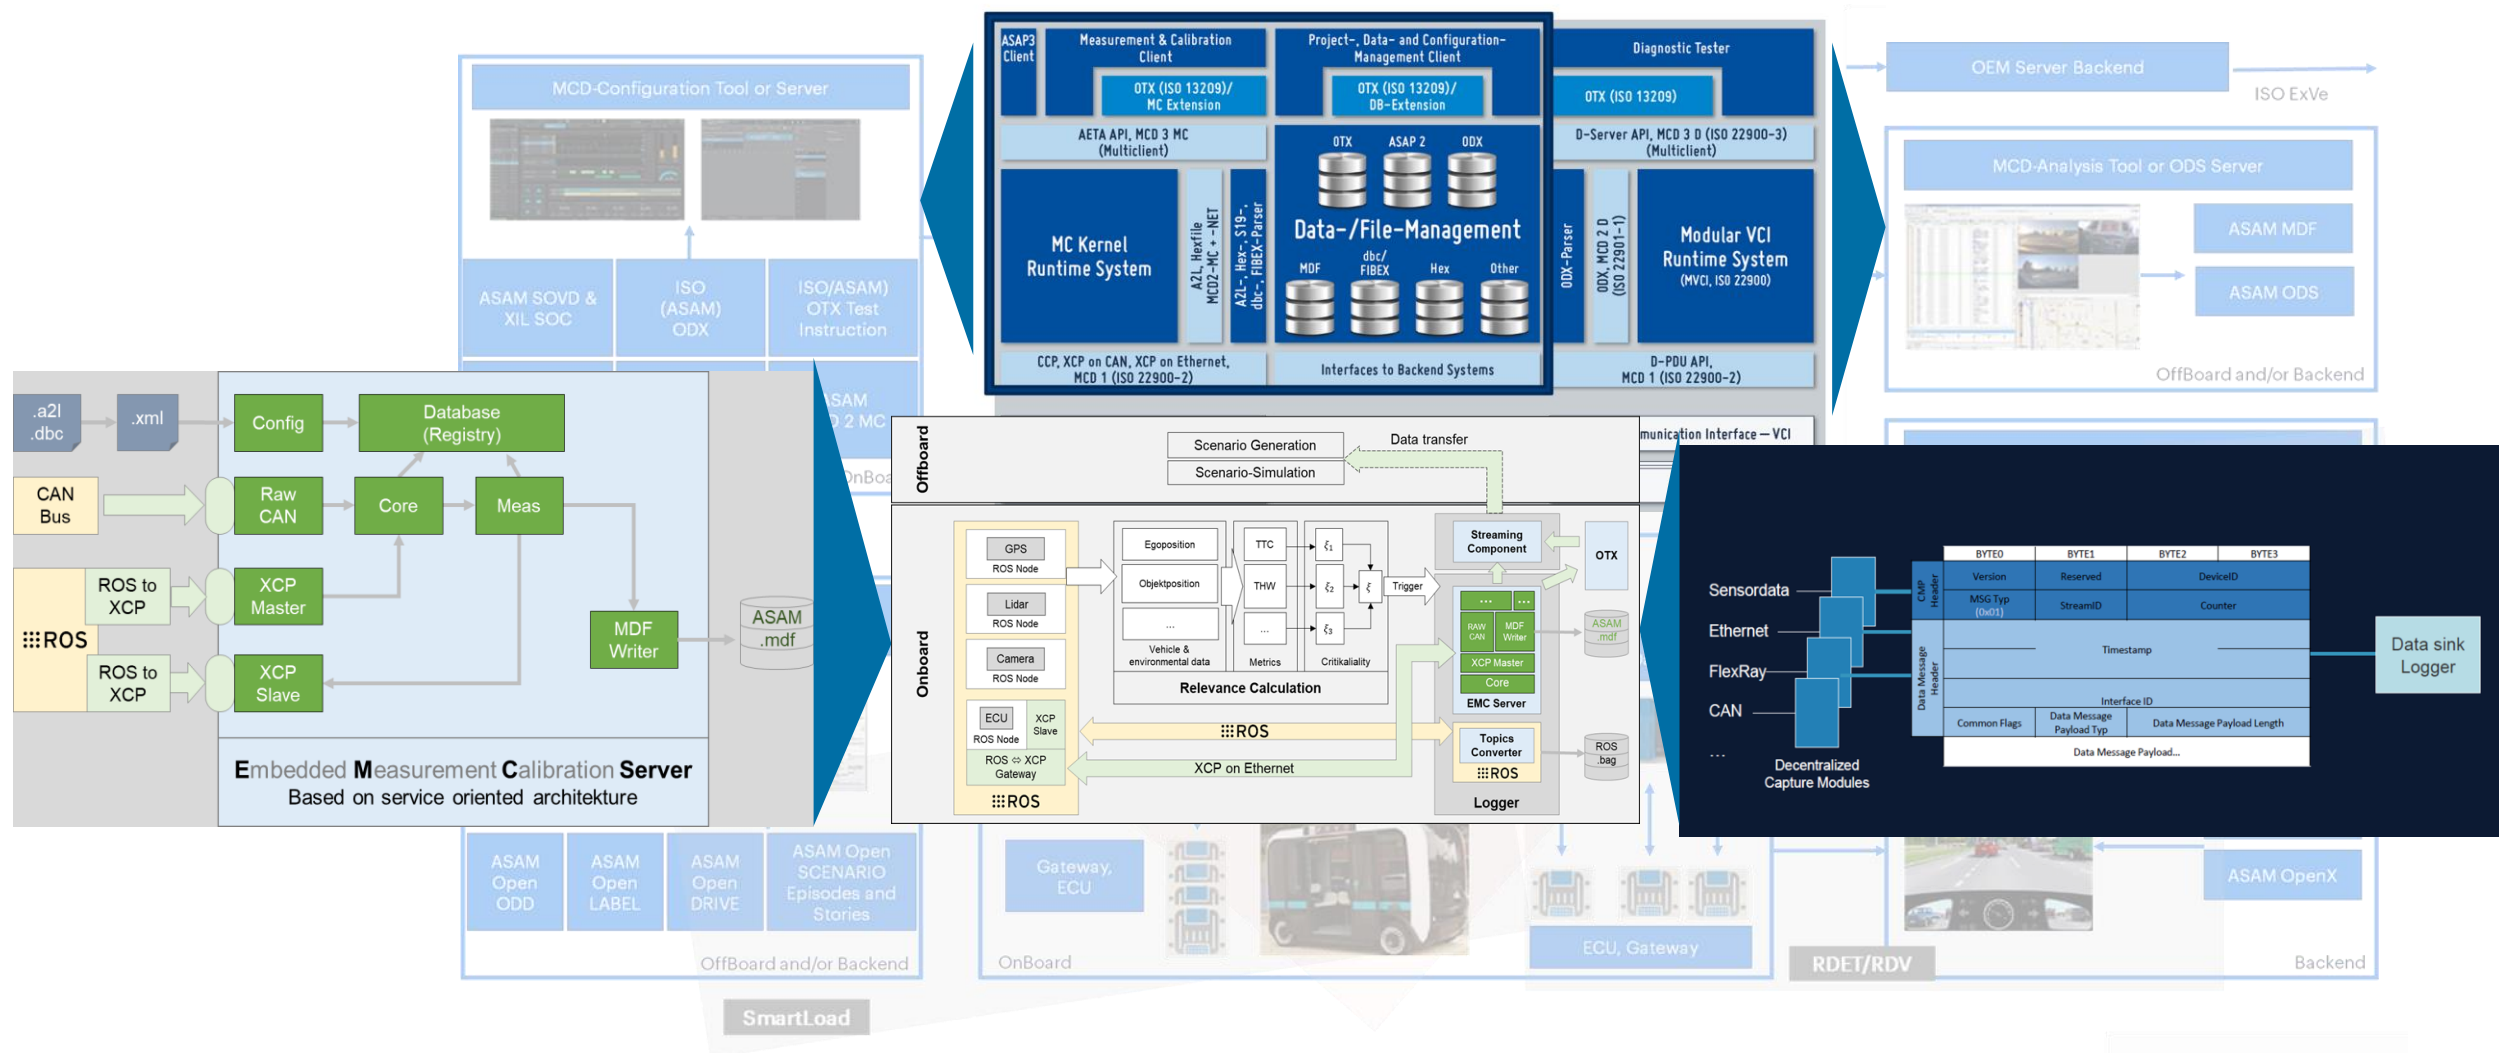 MCD-Configuration Tool or Server
ASAM SOVD &
XIL SOC
ISO
(ASAM)
ODX
ISO/ASAM)
OTX Test
Instruction
ASAM
D 2 MC
OnBoa
ASAP3
Client
Measurement & Calibration
Client
OTX (ISO 13209)/
MC Extension
Project-, Data- and Configuration-
Management Client
OTX (ISO 13209)/
DB-Extension
Diagnostic Tester
OTX (ISO 13209)
AETA API, MCD 3 MC
(Multiclient)
D-Server API, MCD 3 D (ISO 22900-3)
(Multiclient)
MC Kernel
Runtime System
A2L, Hexfile
MCD2-MC + -NET
A2L-, Hex-, S19-,
dbc-, FIBEX-Parser
OTX
ASAP 2
ODX
Data-/File-Management
MDF
dbc/
FIBEX
Hex
Other
ODX-Parser
ODX, MCD 2 D
(ISO 22901-1)
Modular VCI
Runtime System
(MVCI, ISO 22900)
CCP, XCP on CAN, XCP on Ethernet,
MCD 1 (ISO 22900-2)
Interfaces to Backend Systems
D-PDU API,
MCD 1 (ISO 22900-2)
munication Interface – VCI
OEM Server Backend
ISO ExVe
MCD-Analysis Tool or ODS Server
ASAM MDF
ASAM ODS
OffBoard and/or Backend
.a2l
.dbc
.xml
Config
Database
(Registry)
CAN
Bus
Raw
CAN
Core
Meas
ROS to
XCP
XCP
Master
ROS
ROS to
XCP
XCP
Slave
MDF
Writer
ASAM
.mdf
Embedded Measurement Calibration Server
Based on service oriented architekture
Offboard
Scenario Generation
Scenario-Simulation
Data transfer
Onboard
GPS
ROS Node
Lidar
ROS Node
Camera
ROS Node
ECU
ROS Node
XCP
Slave
ROS ⇔ XCP
Gateway
ROS
Egoposition
Objektposition
...
Vehicle &
environmental data
TTC
THW
...
Metrics
ξ1
ξ2
ξ3
ξ
Critikaliality
Relevance Calculation
Trigger
Streaming
Component
OTX
...
...
RAW
CAN
MDF
Writer
XCP Master
Core
EMC Server
ASAM
.mdf
ROS
XCP on Ethernet
Topics
Converter
ROS
Logger
ROS
.bag
Sensordata
Ethernet
FlexRay
CAN
...
Decentralized
Capture Modules
BYTE0
BYTE1
BYTE2
BYTE3
CMP
Header
Version
Reserved
DeviceID
MSG Typ
(0x01)
StreamID
Counter
Data Message
Header
Timestamp
Interface ID
Common Flags
Data Message
Payload Typ
Data Message Payload Length
Data Message Payload...
Data sink
Logger
ASAM
Open
ODD
ASAM
Open
LABEL
ASAM
Open
DRIVE
ASAM Open
SCENARIO
Episodes and
Stories
OffBoard and/or Backend
SmartLoad
Gateway,
ECU
OnBoard
ECU, Gateway
RDET/RDV
ASAM OpenX
Backend